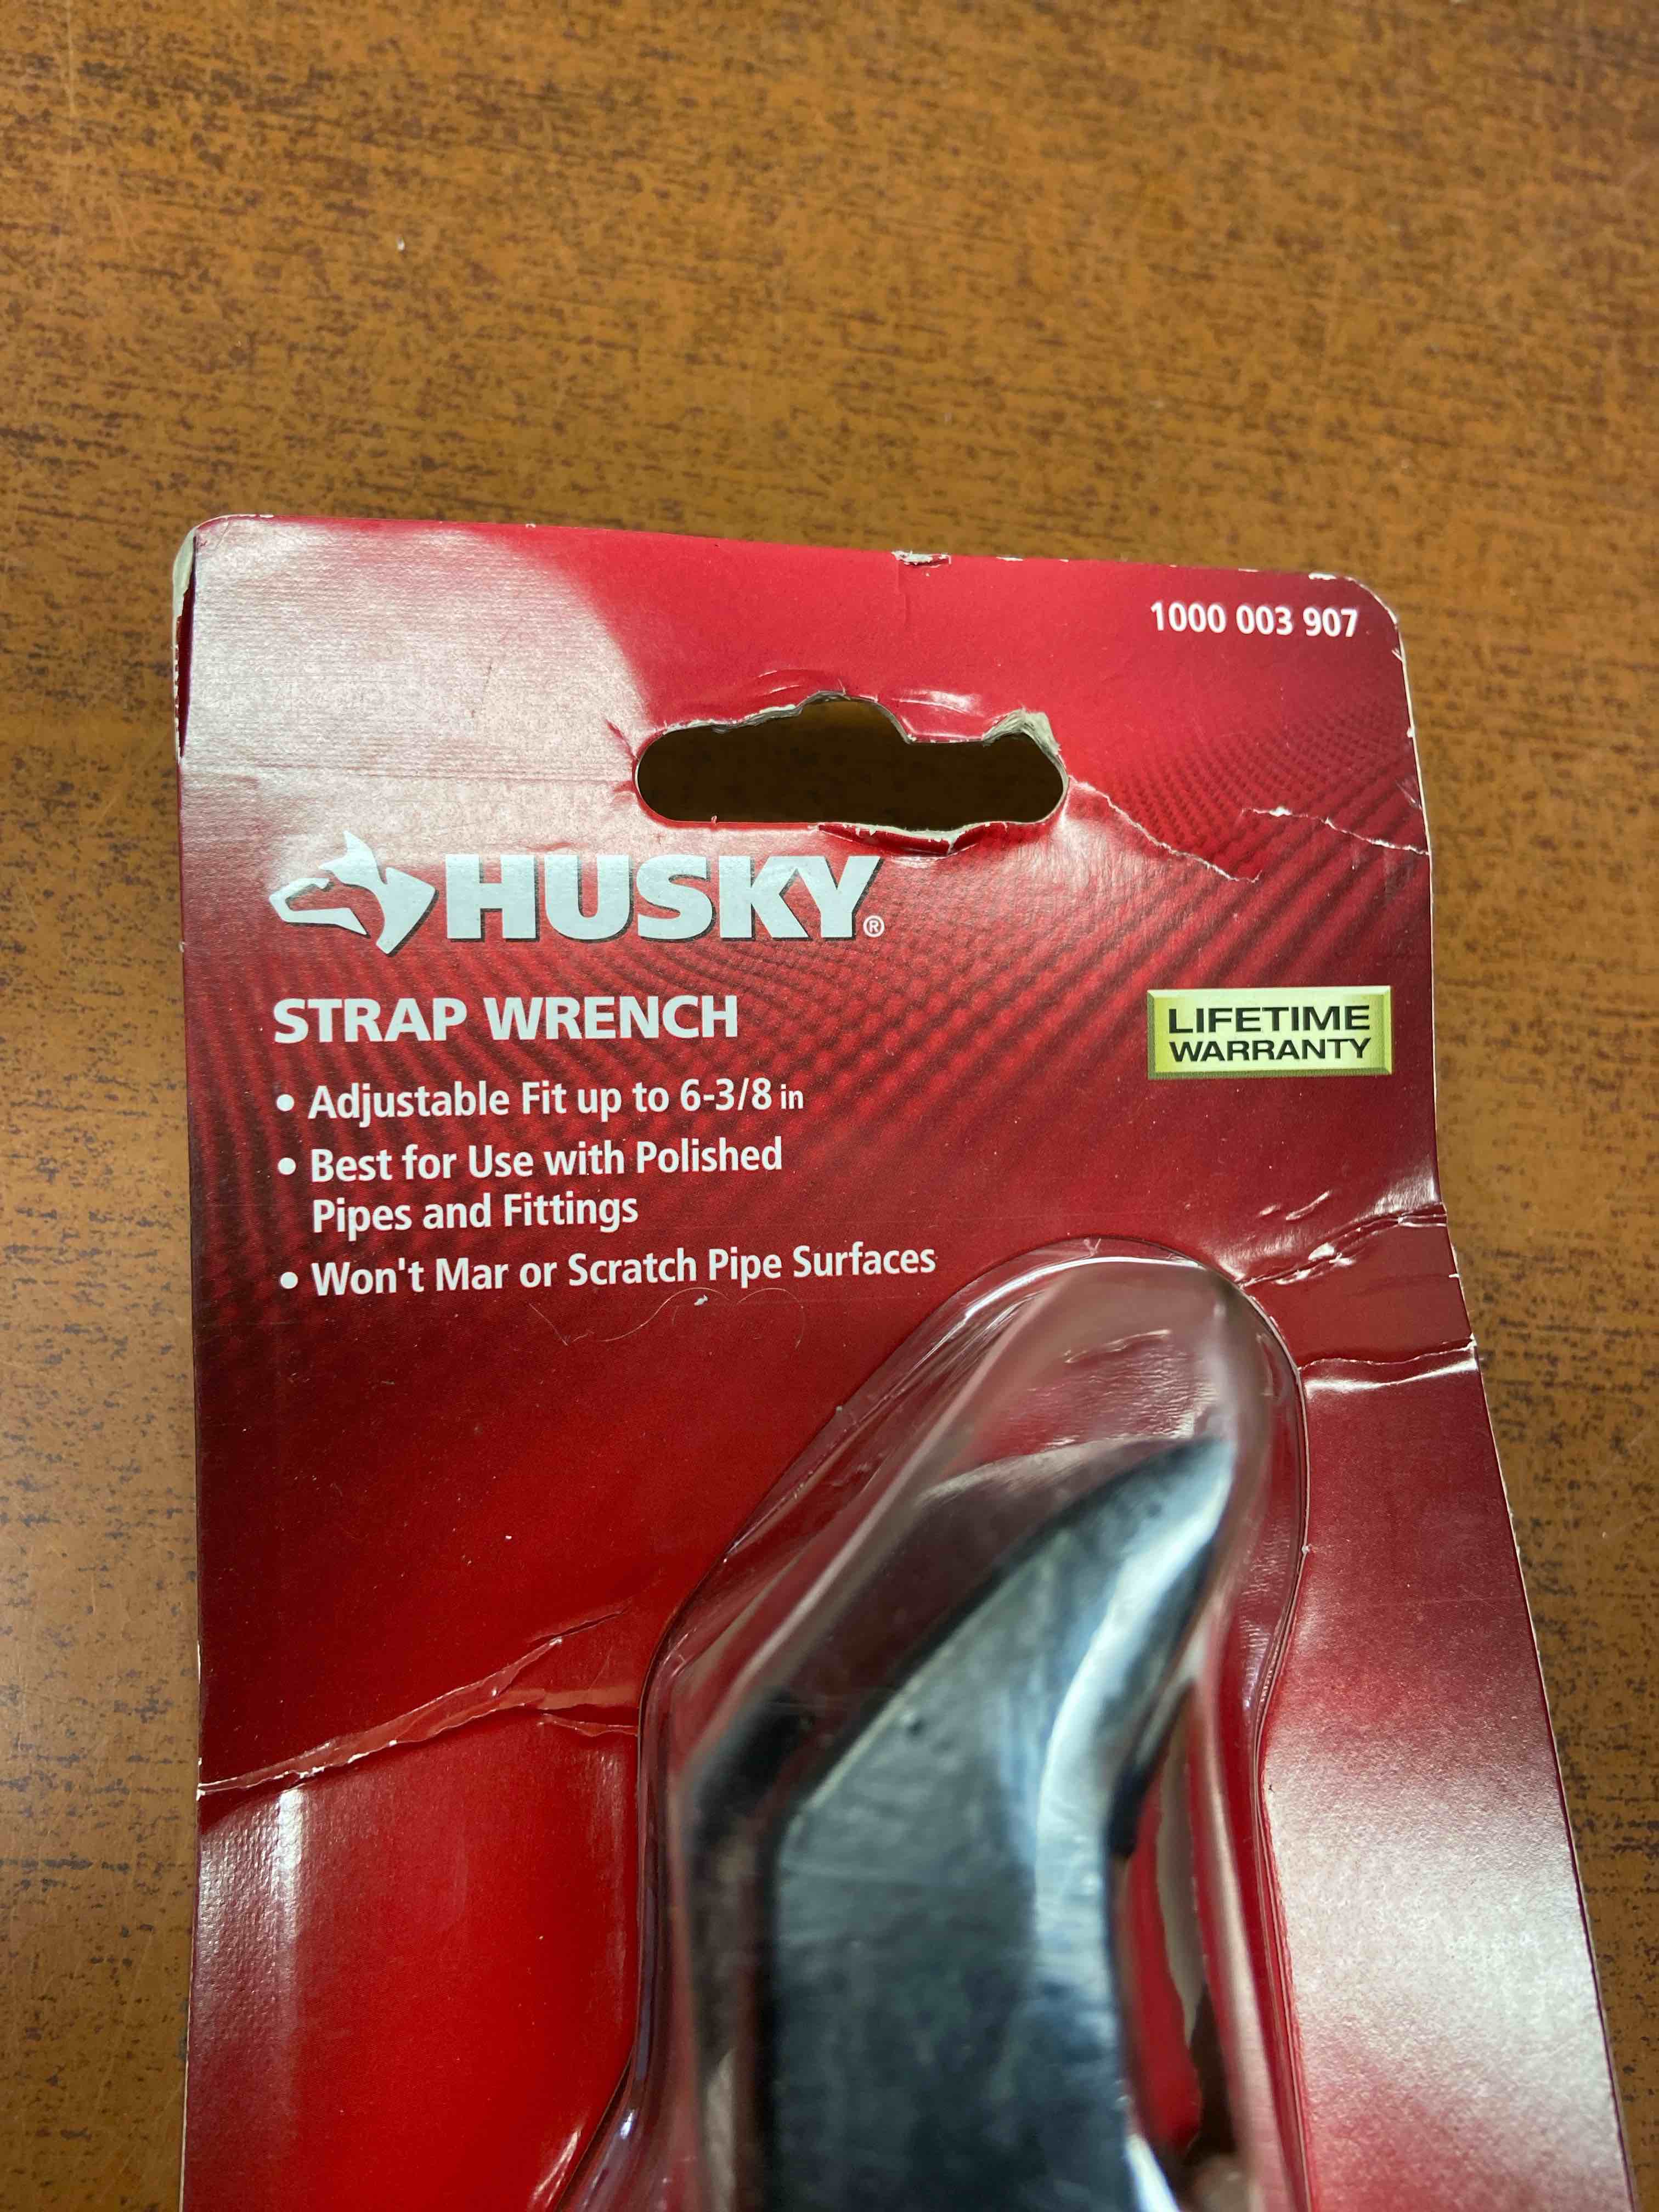 1000 003 907
HUSKY®
STRAP WRENCH
LIFETIME
WARRANTY
• Adjustable Fit up to 6-3/8 in
• Best for Use with Polished
Pipes and Fittings
• Won't Mar or Scratch Pipe Surfaces